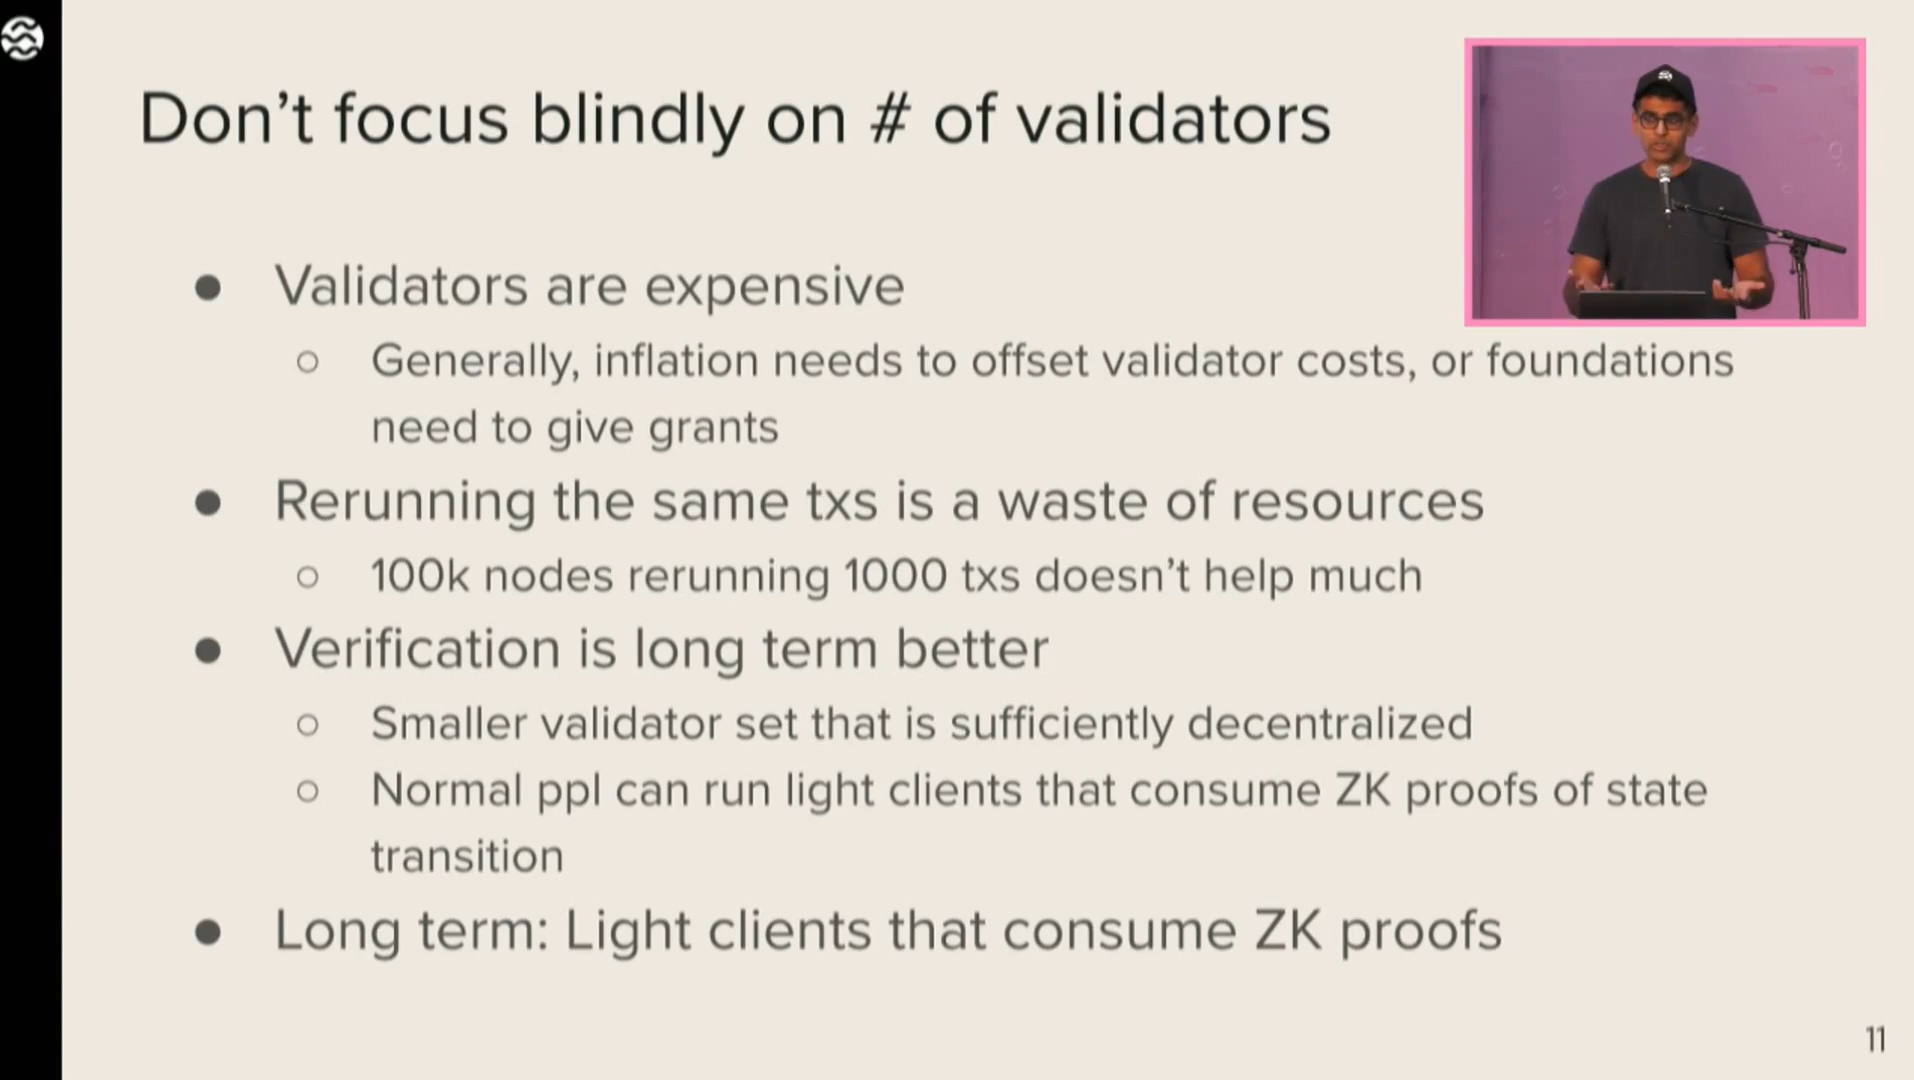 Don't focus blindly on # of validators
● Validators are expensive
○ Generally, inflation needs to offset validator costs, or foundations
need to give grants
● Rerunning the same txs is a waste of resources
○ 100k nodes rerunning 1000 txs doesn't help much
● Verification is long term better
○ Smaller validator set that is sufficiently decentralized
○ Normal ppl can run light clients that consume ZK proofs of state
transition
● Long term: Light clients that consume ZK proofs
11